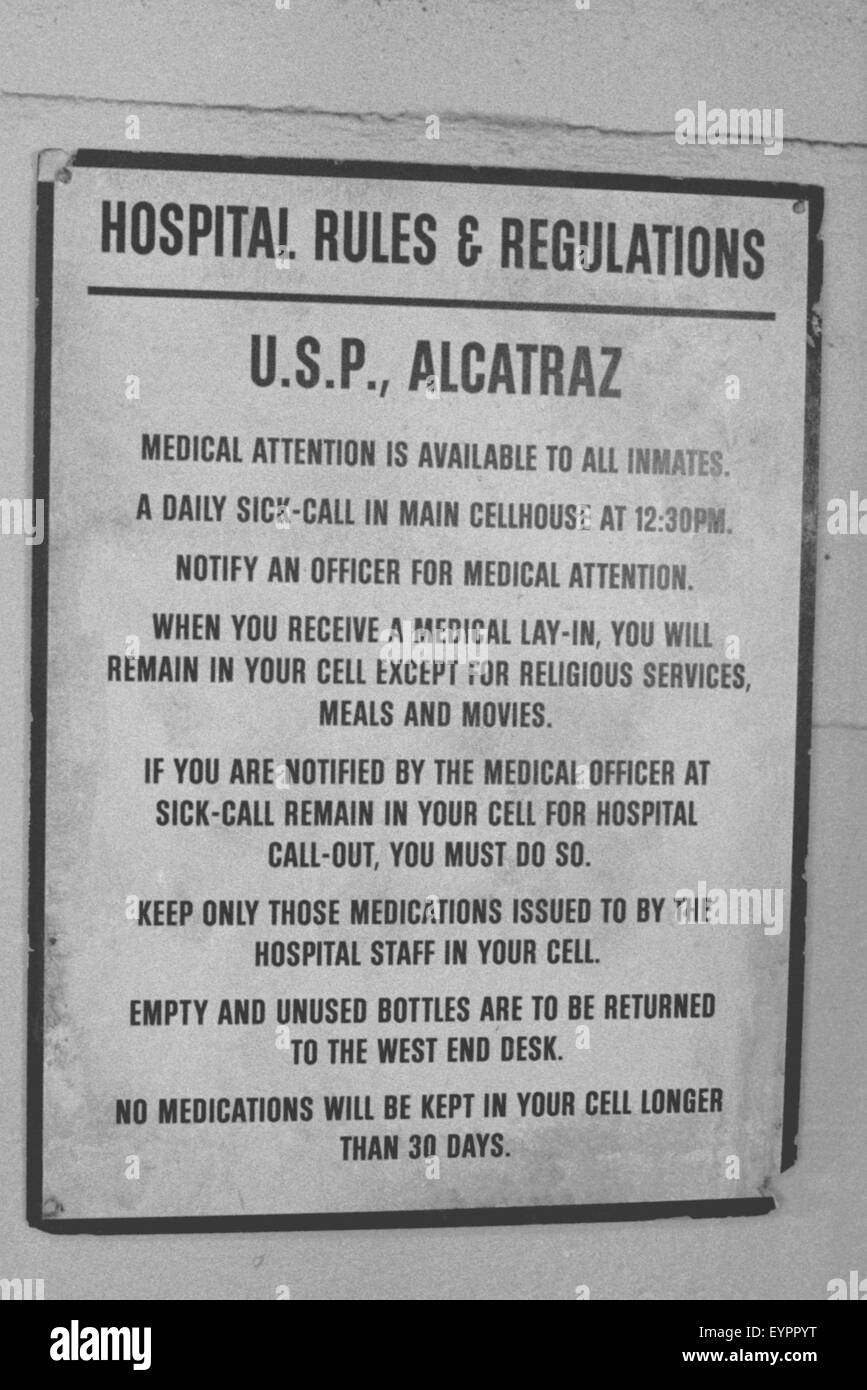 HOSPITAL RULES & REGULATIONS
U.S.P., ALCATRAZ
MEDICAL ATTENTION IS AVAILABLE TO ALL INMATES.
A DAILY SICK-CALL IN MAIN CELLHOUSE AT 12:30PM.
NOTIFY AN OFFICER FOR MEDICAL ATTENTION.
WHEN YOU RECEIVE A MEDICAL LAY-IN, YOU WILL
REMAIN IN YOUR CELL EXCEPT FOR RELIGIOUS SERVICES,
MEALS AND MOVIES.
IF YOU ARE NOTIFIED BY THE MEDICAL OFFICER AT
SICK-CALL REMAIN IN YOUR CELL FOR HOSPITAL
CALL-OUT, YOU MUST DO SO.
KEEP ONLY THOSE MEDICATIONS ISSUED TO BY THE
HOSPITAL STAFF IN YOUR CELL.
EMPTY AND UNUSED BOTTLES ARE TO BE RETURNED
TO THE WEST END DESK.
NO MEDICATIONS WILL BE KEPT IN YOUR CELL LONGER
THAN 30 DAYS.
alamy
alamy
alamy
a
a
a
a
a
a
a
a
a
alamy stock photo
EYPPYT
www.alamy.com